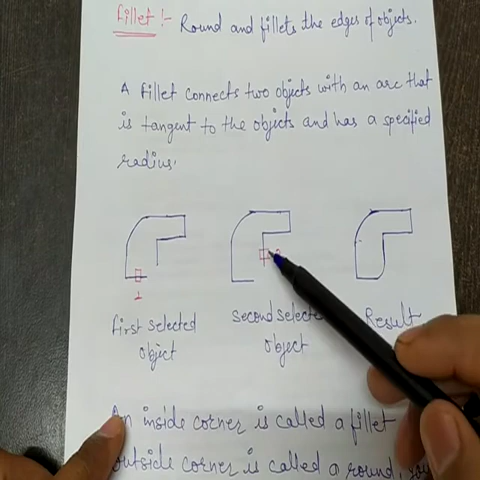 Fillet :- Round and fillets the edges of objects.
A fillet connects two objects with an arc that
is tangent to the objects and has a specified
radius.
1
First selected
Object
Second selecte
Object
Result
An inside corner is called a fillet
outside corner is called a round, you